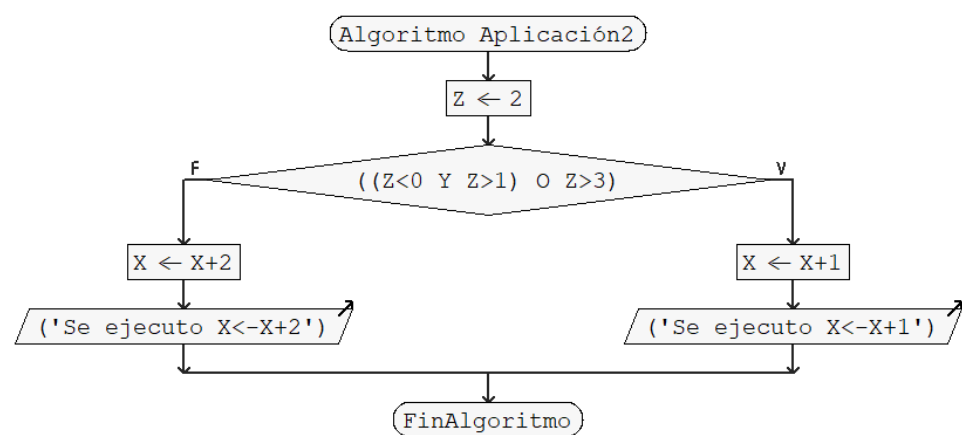 Algoritmo Aplicación2
Z ← 2
F
V
((Z<0 Y Z>1) O Z>3)
X ← X+2
X ← X+1
('Se ejecuto X<-X+2')
('Se ejecuto X<-X+1')
FinAlgoritmo